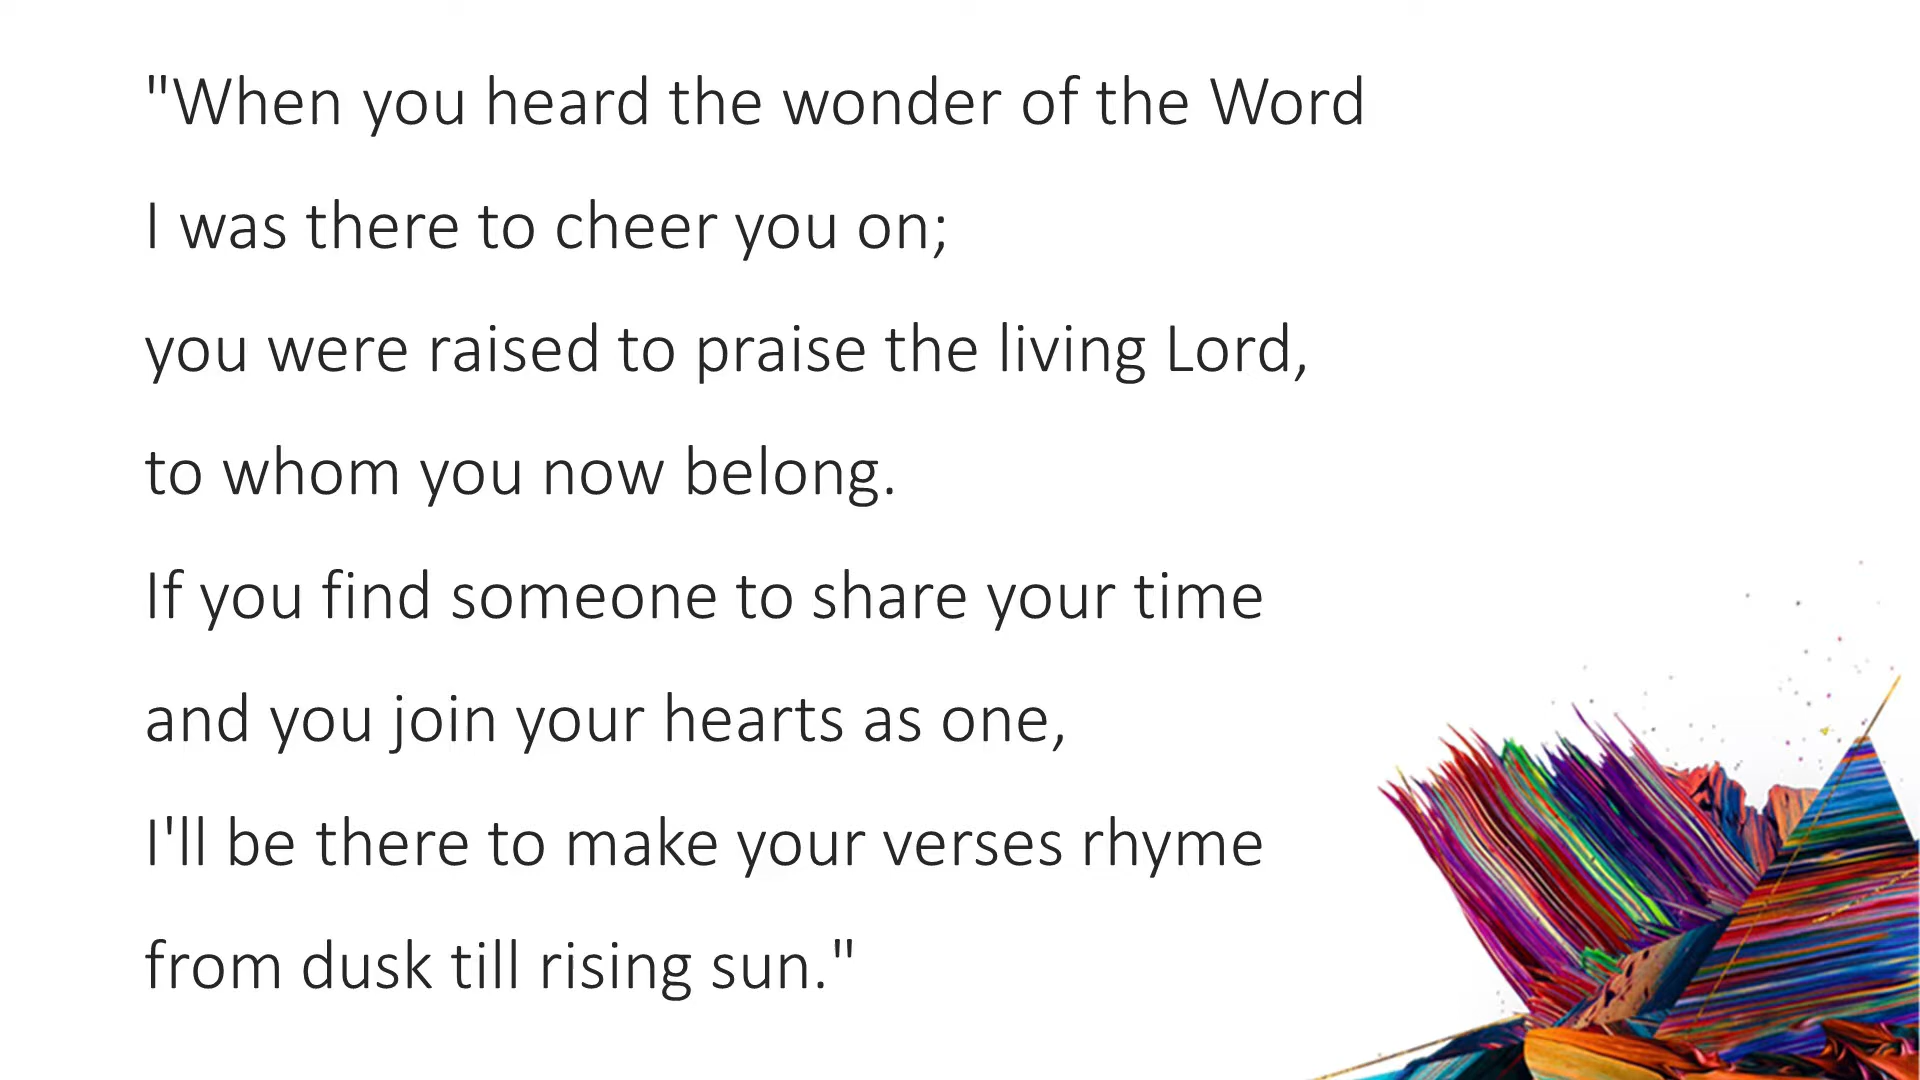 "When you heard the wonder of the Word
I was there to cheer you on;
you were raised to praise the living Lord,
to whom you now belong.
If you find someone to share your time
and you join your hearts as one,
I'll be there to make your verses rhyme
from dusk till rising sun."